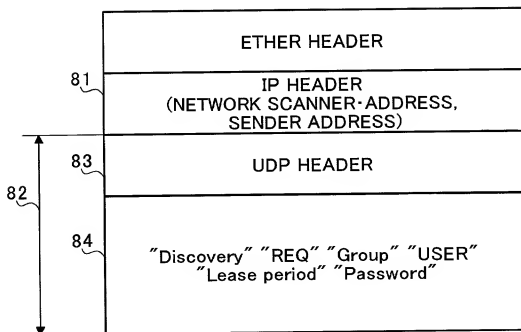 ETHER HEADER
81
IP HEADER
(NETWORK SCANNER-ADDRESS,
SENDER ADDRESS)
82
83
UDP HEADER
84
"Discovery" "REQ" "Group" "USER"
"Lease period" "Password"